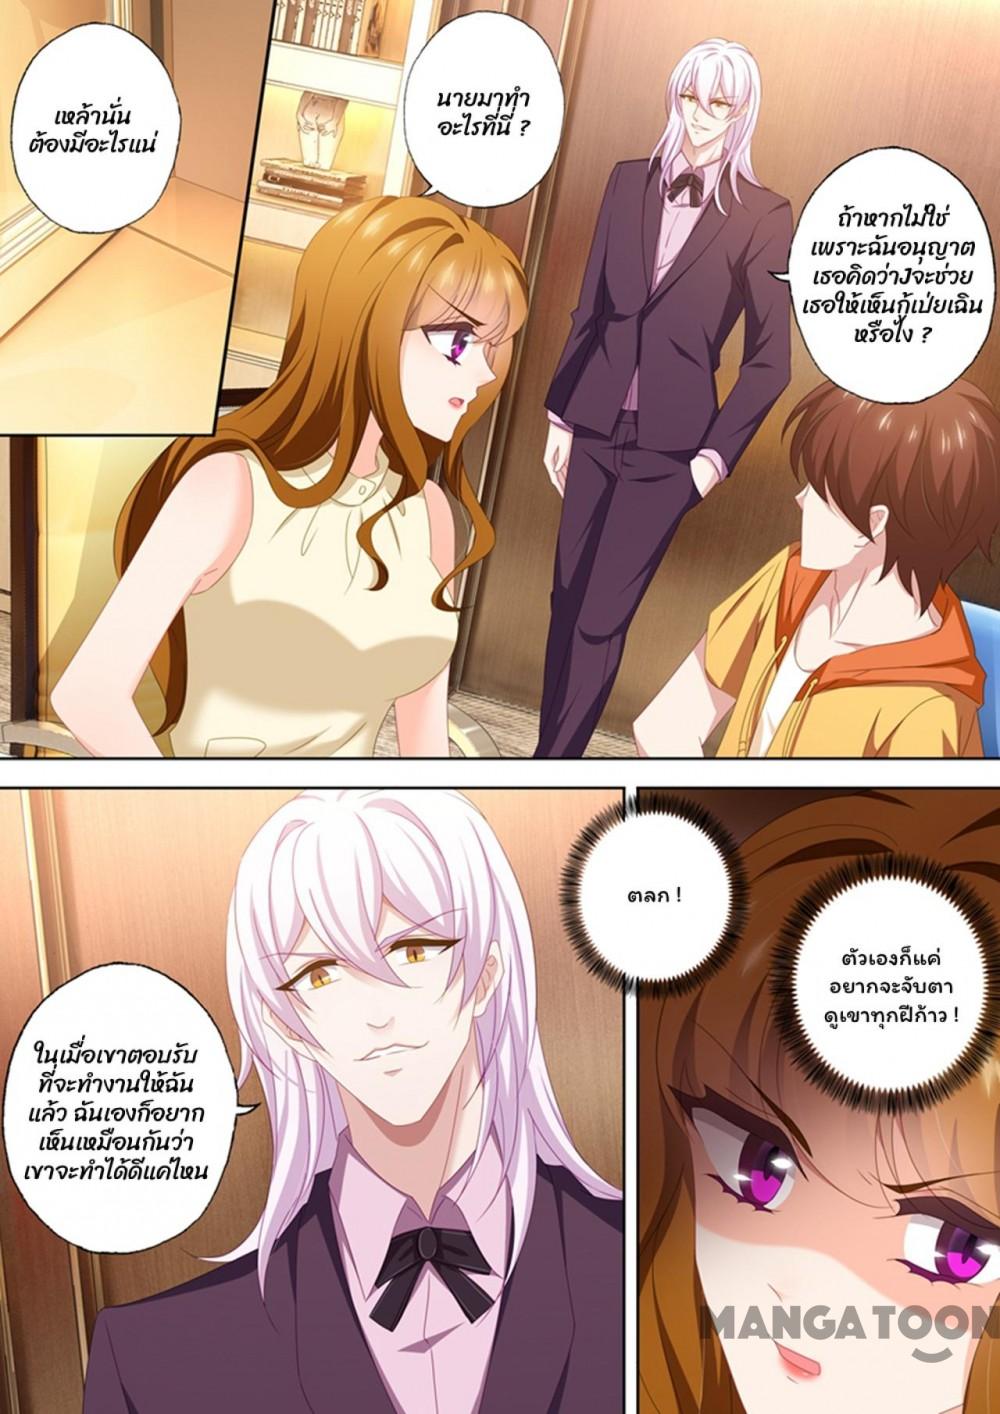 เหล้านั่น
ต้องมีอะไรแน่
นายมาทำ
อะไรที่นี่ ?
ถ้าหากไม่ใช่
เพราะฉันอนุญาต
เธอคิดว่าJจะช่วย
เธอให้เห็นกู้เป่ยเฉิน
หรือไง ?
ในเมื่อเขาตอบรับ
ที่จะทำงานให้ฉัน
แล้ว ฉันเองก็อยาก
เห็นเหมือนกันว่า
เขาจะทำได้ดีแค่ไหน
ตลก !
ตัวเองก็แค่
อยากจะจับตา
ดูเขาทุกฝีก้าว !
MANGATOON